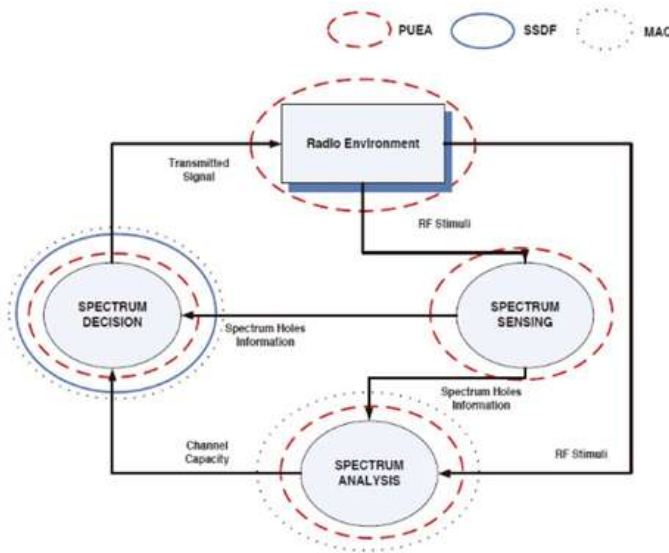 PUEA
SSDF
MAC
Radio Environment
Transmitted
Signal
RF Stimuli
SPECTRUM
DECISION
SPECTRUM
SENSING
Spectrum Holes
Information
Spectrum Holes
Information
Channel
Capacity
SPECTRUM
ANALYSIS
RF Stimuli